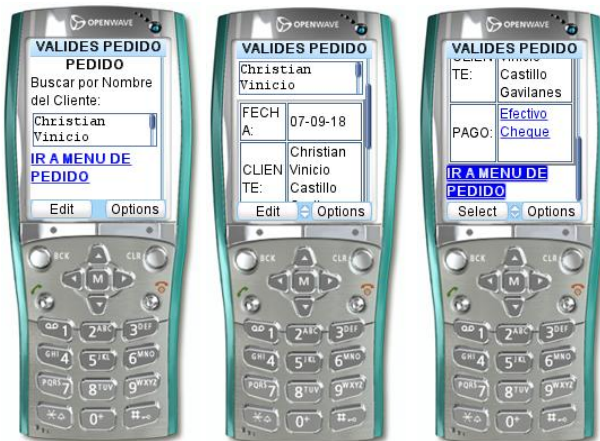 OPENWAVE
VALIDES PEDIDO
PEDIDO
Buscar por Nombre
del Cliente:
Christian
Vinicio
IR A MENU DE
PEDIDO
Edit Options
BCK CLR
1 2ABC 3DEF
GHI4 5JKL 6MNO
PQRS7 8TUV 9WXYZ
0+ #
OPENWAVE
VALIDES PEDIDO
Christian
Vinicio
FECH
A:
07-09-18
CLIEN
TE:
Christian
Vinicio
Castillo
Edit Options
BCK CLR
M
1 2ABC 3DEF
GHI4 5JKL 6MNO
PQRS7 8TUV 9WXYZ
0+ #
OPENWAVE
VALIDES PEDIDO
CLIEN
TE:
Vinicio
Castillo
Gavilanes
PAGO:
Efectivo
Cheque
IR A MENU DE
PEDIDO
Select Options
BCK CLR
M
1 2ABC 3DEF
GHI4 5JKL 6MNO
PQRS7 8TUV 9WXYZ
0+ #